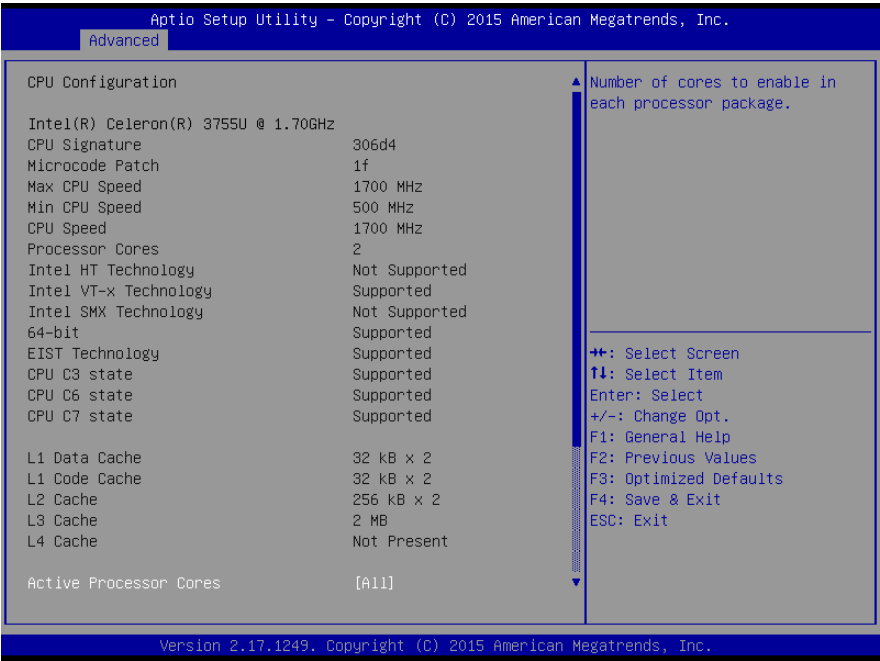 Aptio Setup Utility – Copyright (C) 2015 American Megatrends, Inc.
Advanced
CPU Configuration
Intel(R) Celeron(R) 3755U @ 1.70GHz
CPU Signature 306d4
Microcode Patch 1f
Max CPU Speed 1700 MHz
Min CPU Speed 500 MHz
CPU Speed 1700 MHz
Processor Cores 2
Intel HT Technology Not Supported
Intel VT-x Technology Supported
Intel SMX Technology Not Supported
64-bit Supported
EIST Technology Supported
CPU C3 state Supported
CPU C6 state Supported
CPU C7 state Supported
L1 Data Cache 32 kB x 2
L1 Code Cache 32 kB x 2
L2 Cache 256 kB x 2
L3 Cache 2 MB
L4 Cache Not Present
Active Processor Cores [All]
Number of cores to enable in
each processor package.
→←: Select Screen
↑↓: Select Item
Enter: Select
+/-: Change Opt.
F1: General Help
F2: Previous Values
F3: Optimized Defaults
F4: Save & Exit
ESC: Exit
Version 2.17.1249. Copyright (C) 2015 American Megatrends, Inc.